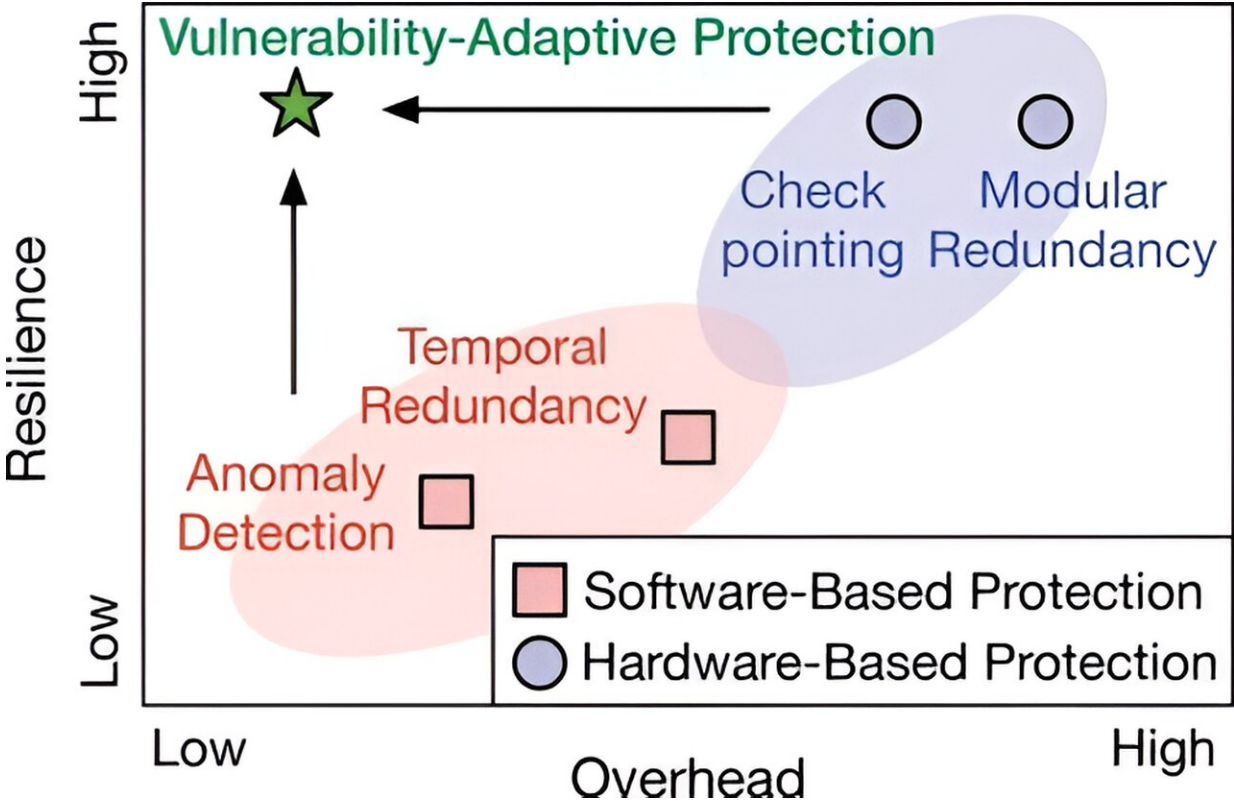 Vulnerability-Adaptive Protection
High
Check
pointing
Modular
Redundancy
Resilience
Temporal
Redundancy
Anomaly
Detection
Software-Based Protection
Hardware-Based Protection
Low
Low
High
Overhead